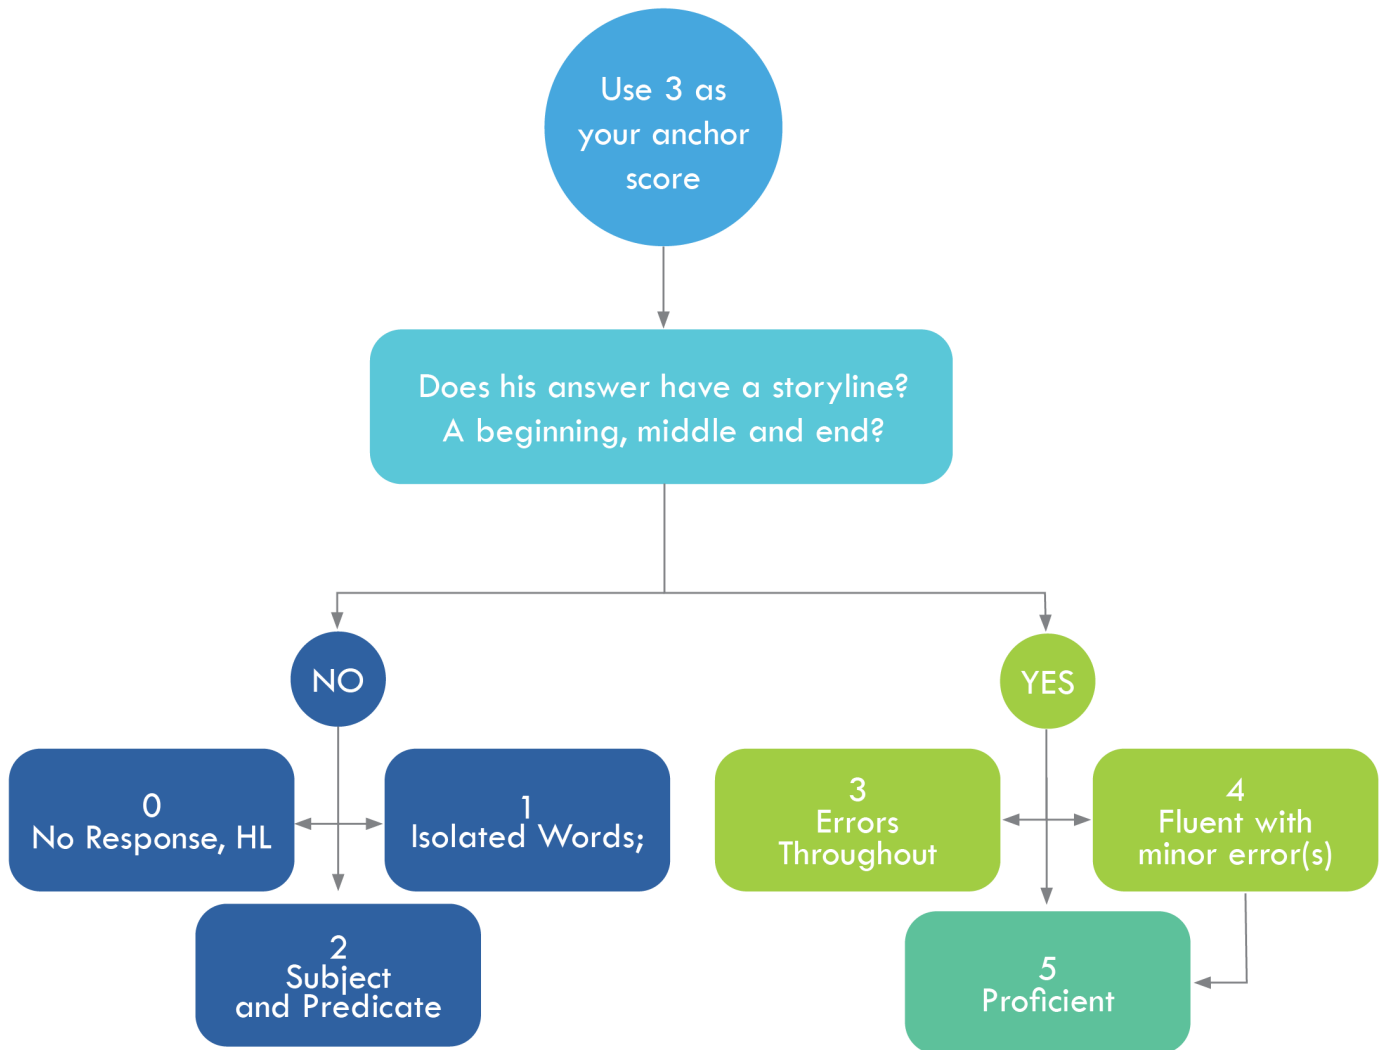 Use 3 as
your anchor
score
Does his answer have a storyline?
A beginning, middle and end?
NO
YES
0
No Response, HL
1
Isolated Words;
2
Subject
and Predicate
3
Errors
Throughout
4
Fluent with
minor error(s)
5
Proficient